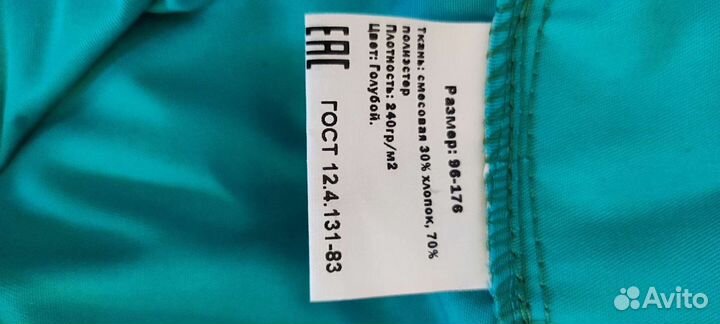 Размер: 96-176
Ткань: смесовая 30% хлопок, 70%
полиэстер
Плотность: 240гр/м2
Цвет: Голубой.
EAC ГОСТ 12.4.131-83
Avito